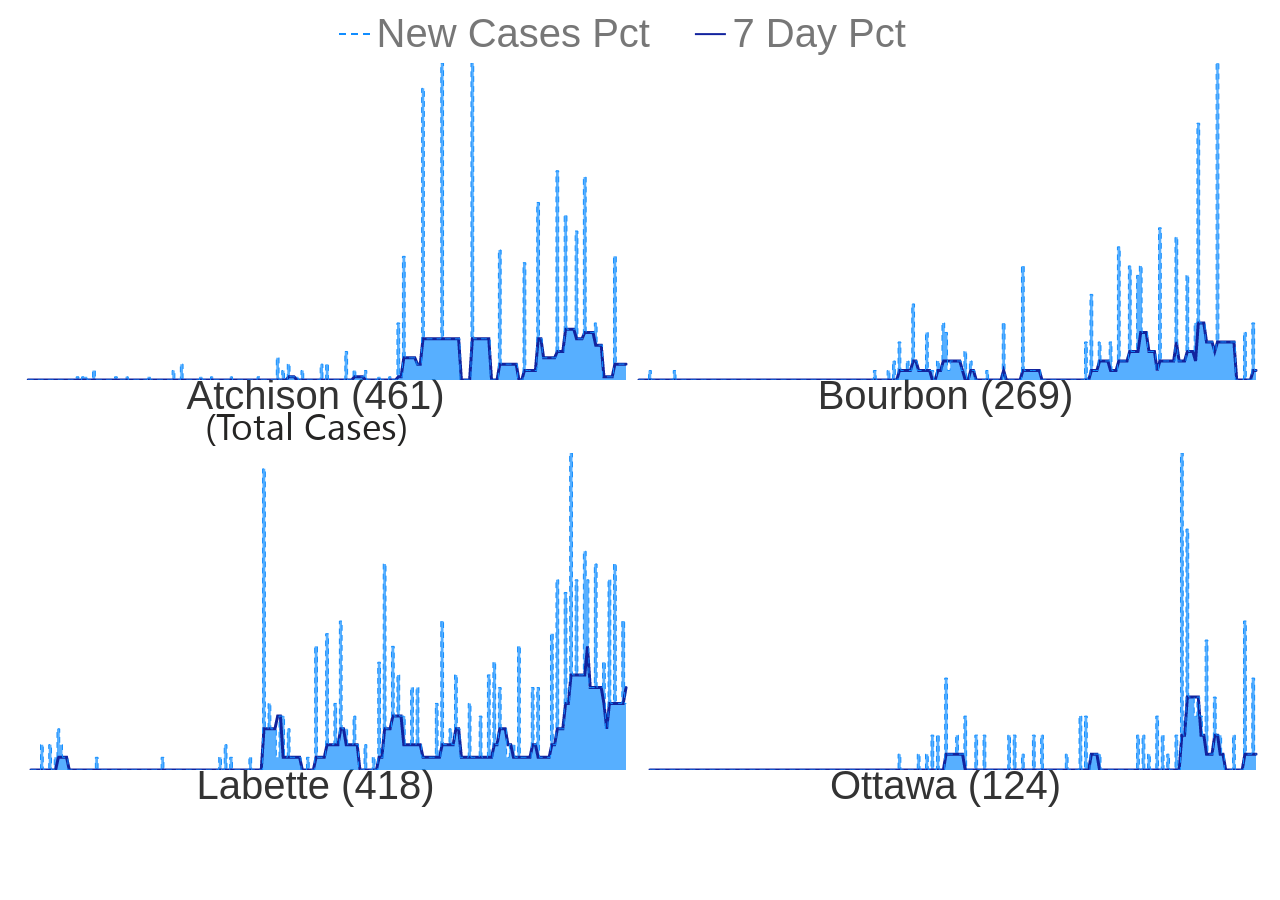 New Cases Pct 7 Day Pct
Atchison (461)
(Total Cases)
Bourbon (269)
Labette (418)
Ottawa (124)